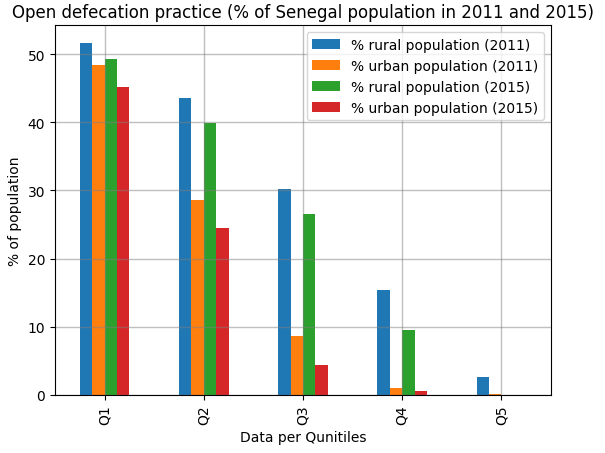 Open defecation practice (% of Senegal population in 2011 and 2015)
% rural population (2011)
% urban population (2011)
% rural population (2015)
% urban population (2015)
% of population
50
40
30
20
10
0
Q1
Q2
Q3
Q4
Q5
Data per Qunitiles